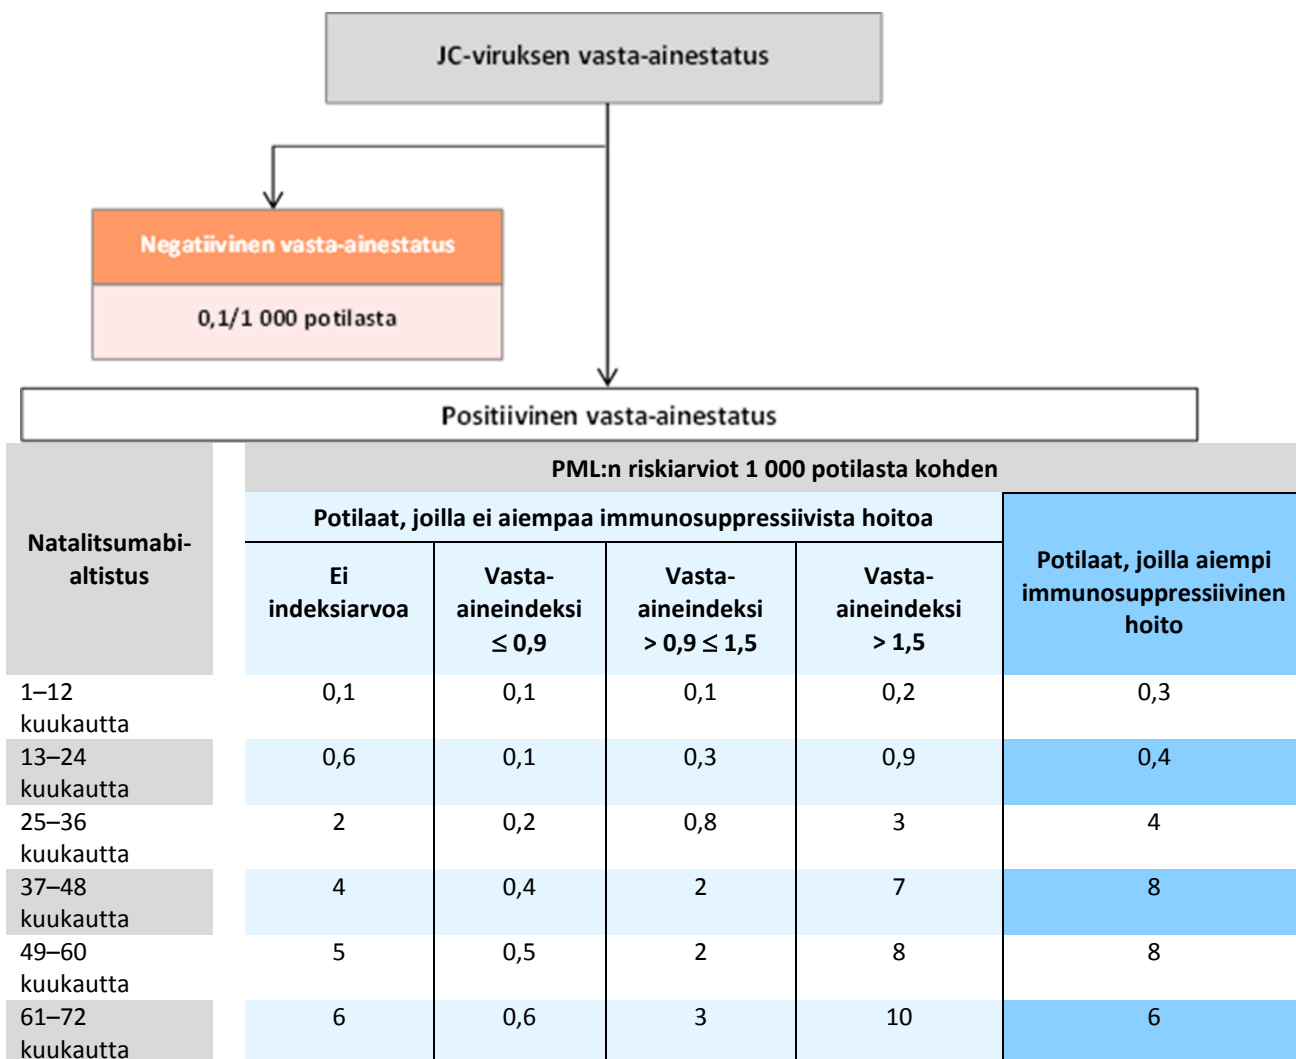 JC-viruksen vasta-ainestatus
Negatiivinen vasta-ainestatus
0,1/1 000 potilasta
Positiivinen vasta-ainestatus
Natalitsumabi-
altistus
PML:n riskiarviot 1 000 potilasta kohden
Potilaat, joilla ei aiempaa immunosuppressiivista hoitoa
Potilaat, joilla aiempi
immunosuppressiivinen
hoito
Ei
indeksiarvoa
Vasta-
aineindeksi
≤ 0,9
Vasta-
aineindeksi
> 0,9 ≤ 1,5
Vasta-
aineindeksi
> 1,5
1–12
kuukautta
0,1 0,1 0,1 0,2 0,3
13–24
kuukautta
0,6 0,1 0,3 0,9 0,4
25–36
kuukautta
2 0,2 0,8 3 4
37–48
kuukautta
4 0,4 2 7 8
49–60
kuukautta
5 0,5 2 8 8
61–72
kuukautta
6 0,6 3 10 6